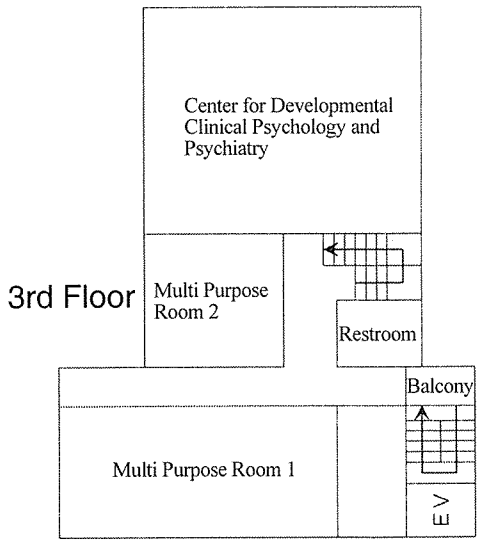 Center for Developmental
Clinical Psychology and
Psychiatry
3rd Floor
Multi Purpose
Room 2
Restroom
Balcony
Multi Purpose Room 1
EV